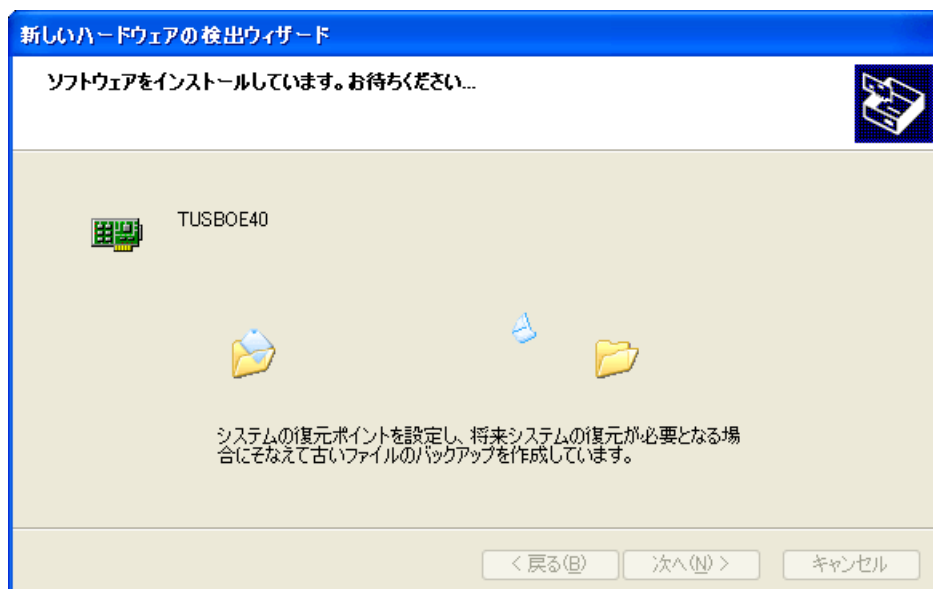 新しいハードウェアの検出ウィザード
ソフトウェアをインストールしています。お待ちください...
TUSBOE40
システムの復元ポイントを設定し、将来システムの復元が必要となる場
合にそなえて古いファイルのバックアップを作成しています。
< 戻る(B)
次へ(N) >
キャンセル